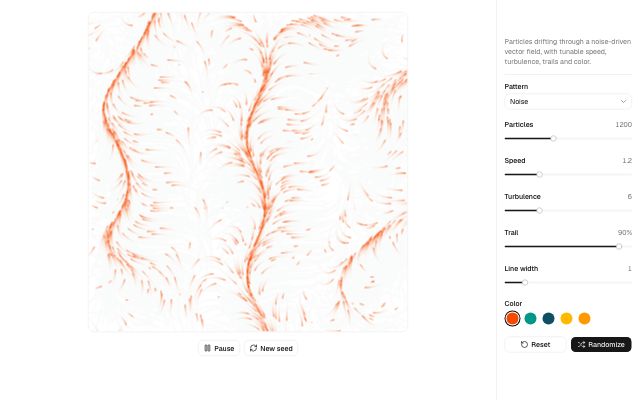 Particles drifting through a noise-driven
vector field, with tunable speed,
turbulence, trails and color.
Pattern
Noise
Particles 1200
Speed 1.2
Turbulence 6
Trail 90%
Line width 1
Color
Pause New seed
Reset Randomize